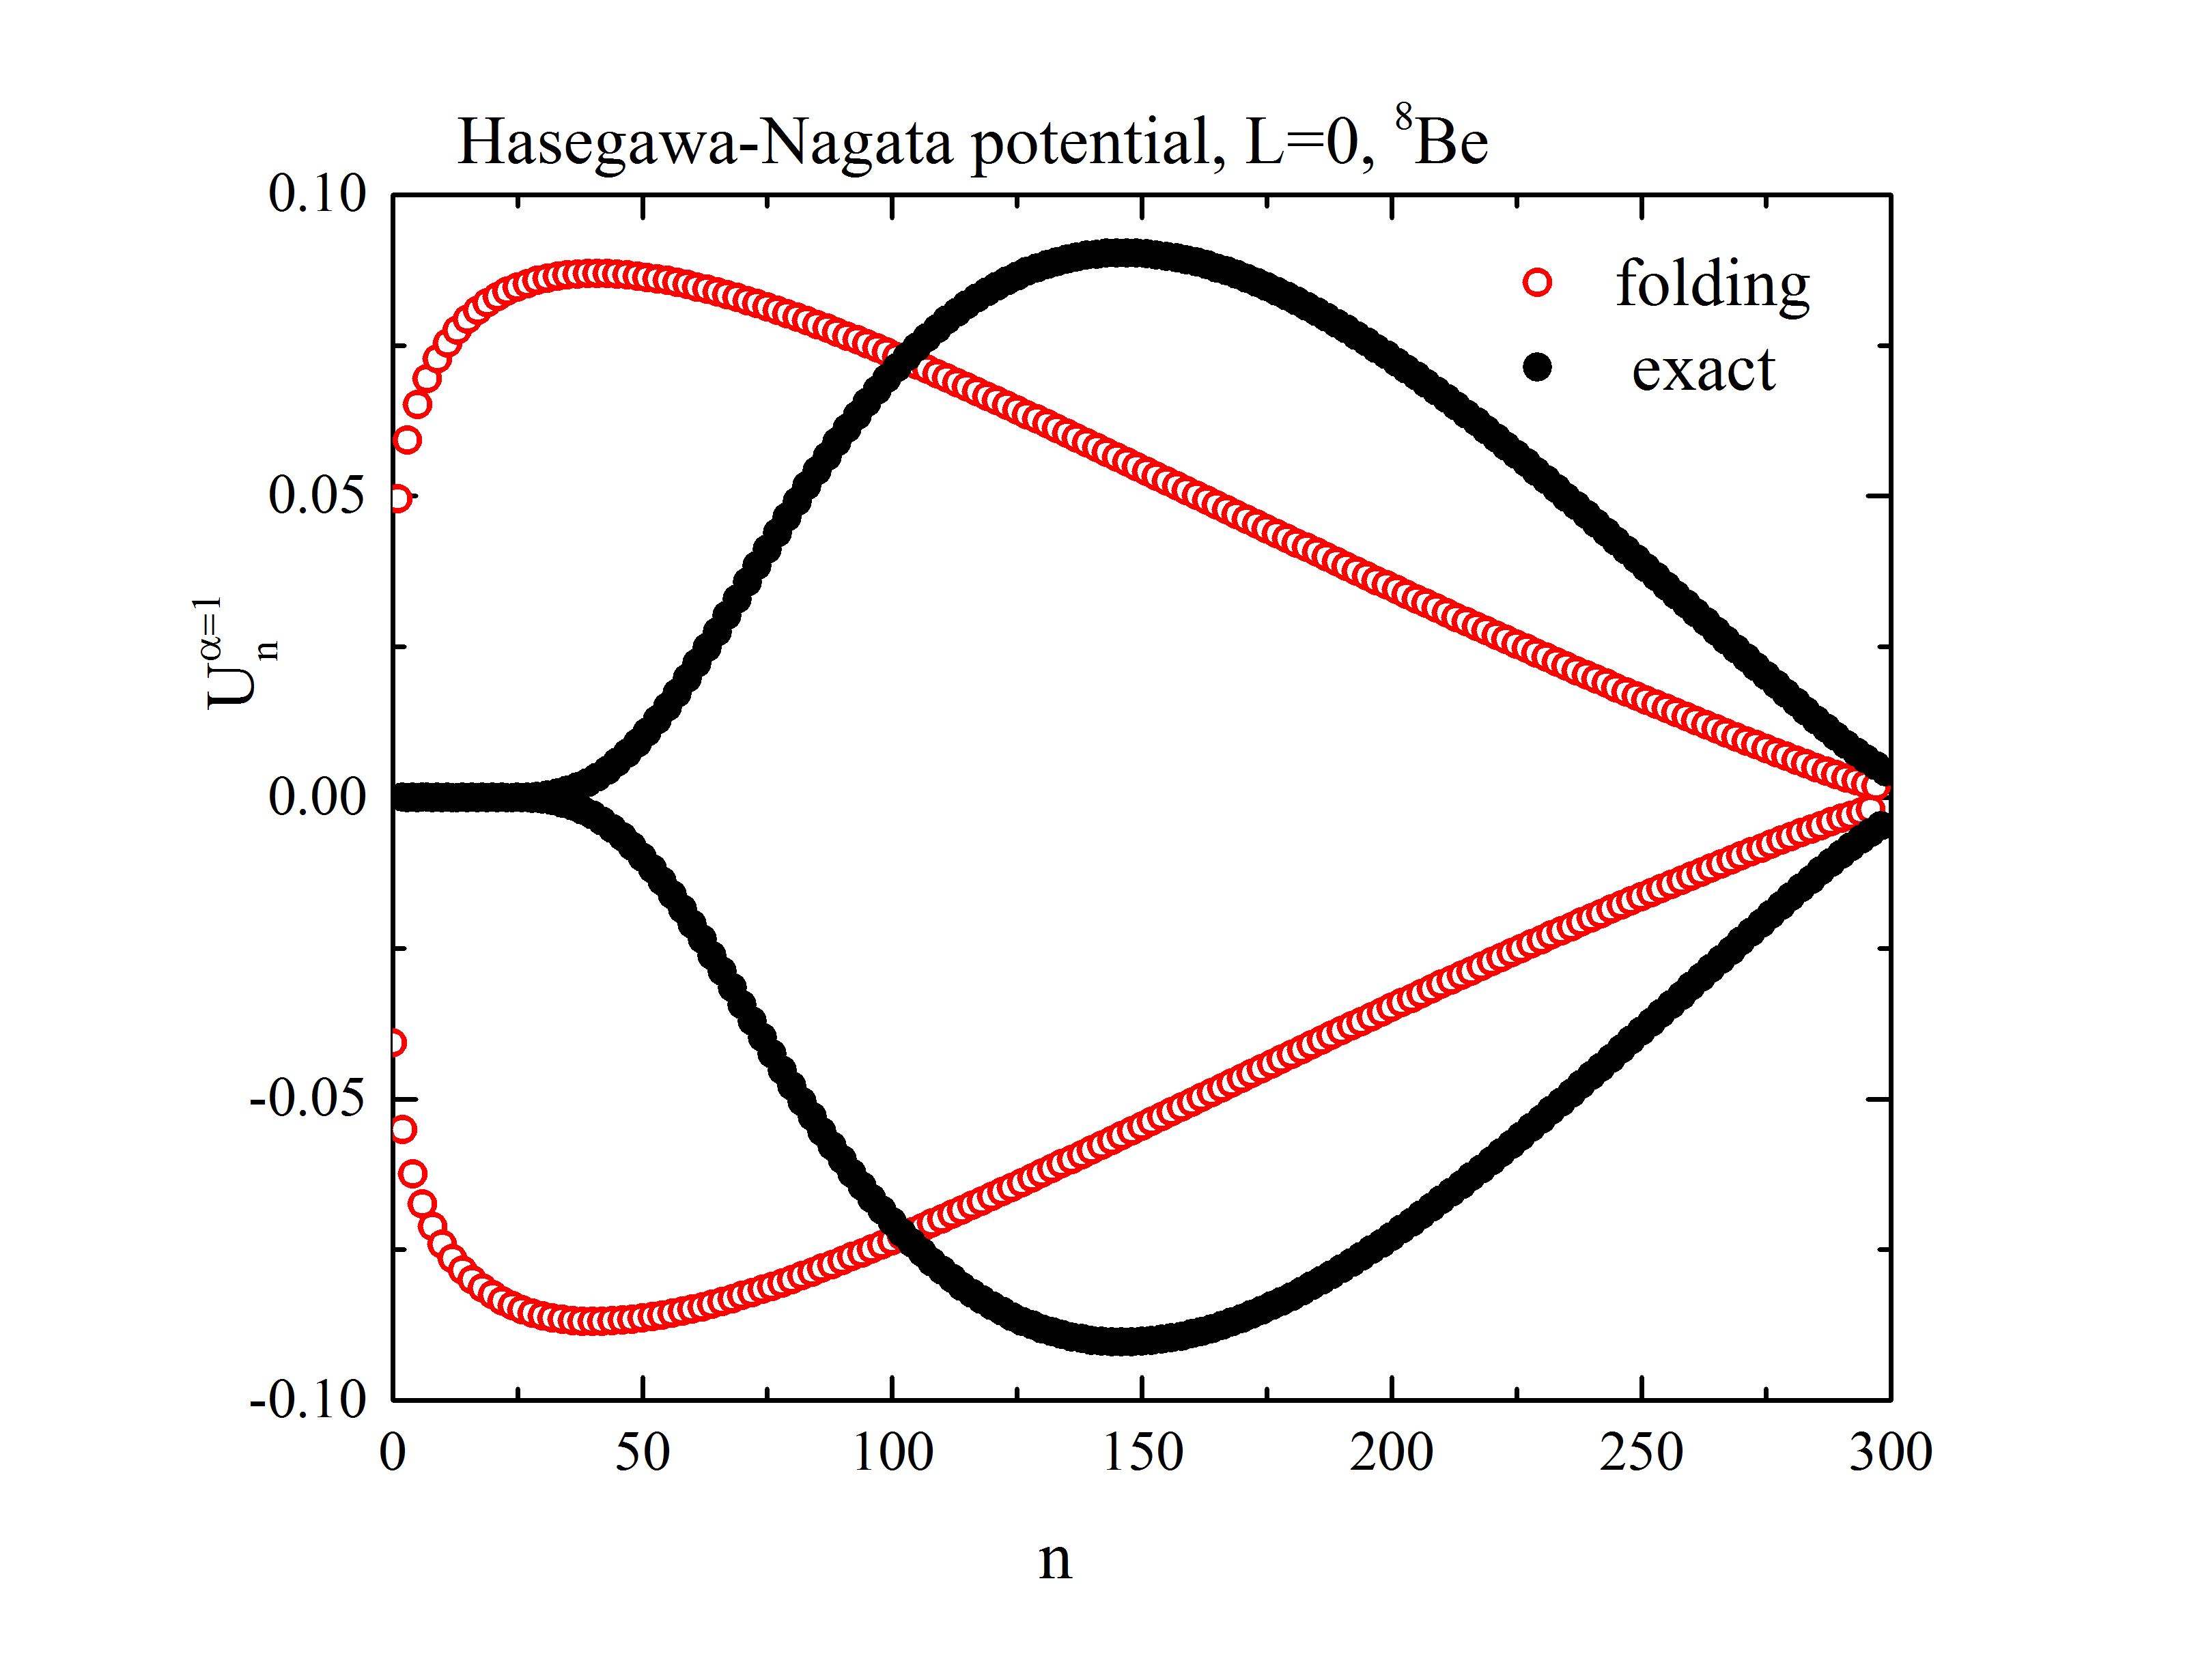 Hasegawa-Nagata potential, L=0, ⁸Be
0.10
0.05
0.00
-0.05
-0.10
U_n^α=1
folding
exact
0 50 100 150 200 250 300
n